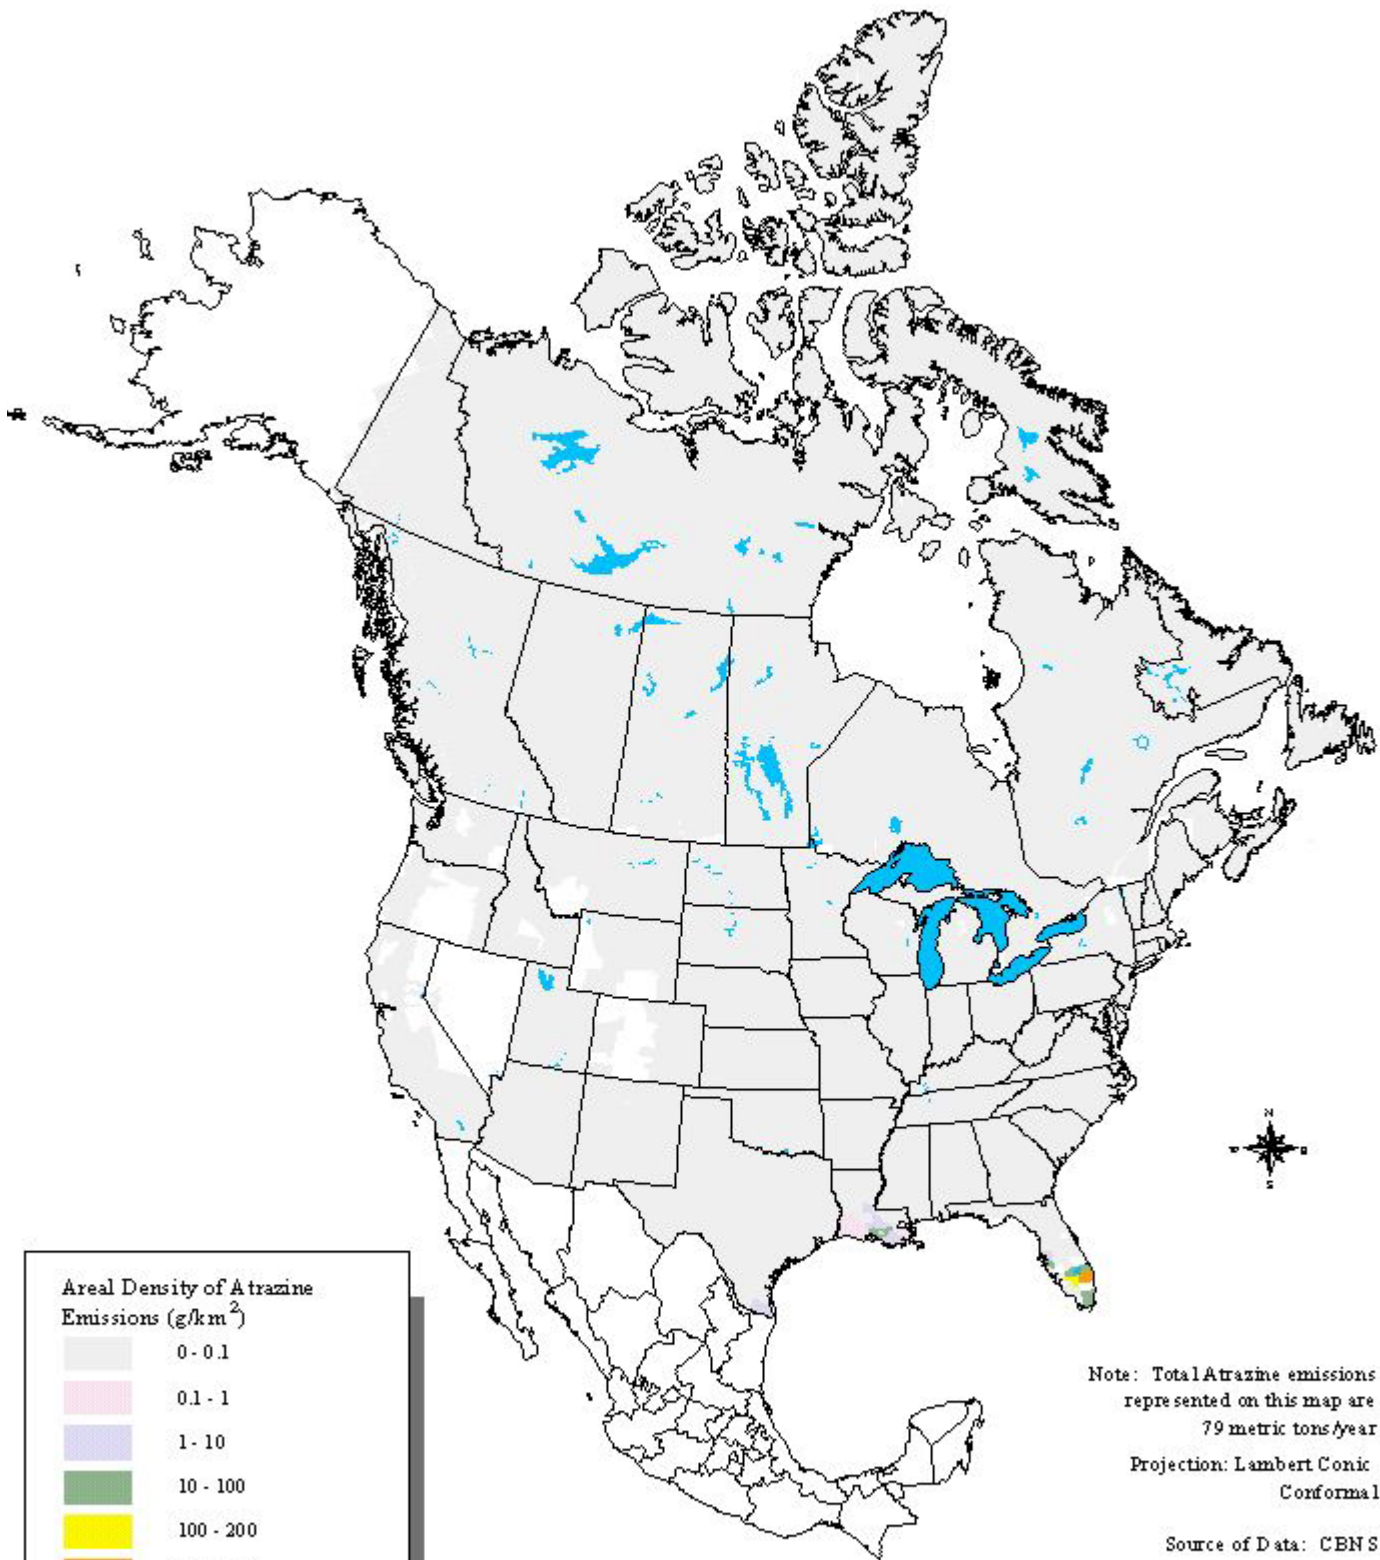 Areal Density of Atrazine
Emissions (g/km2)
0 - 0.1
0.1 - 1
1 - 10
10 - 100
100 - 200
N
S
Note: Total Atrazine emissions
represented on this map are
79 metric tons/year
Projection: Lambert Conic
Conformal
Source of Data: CBNS